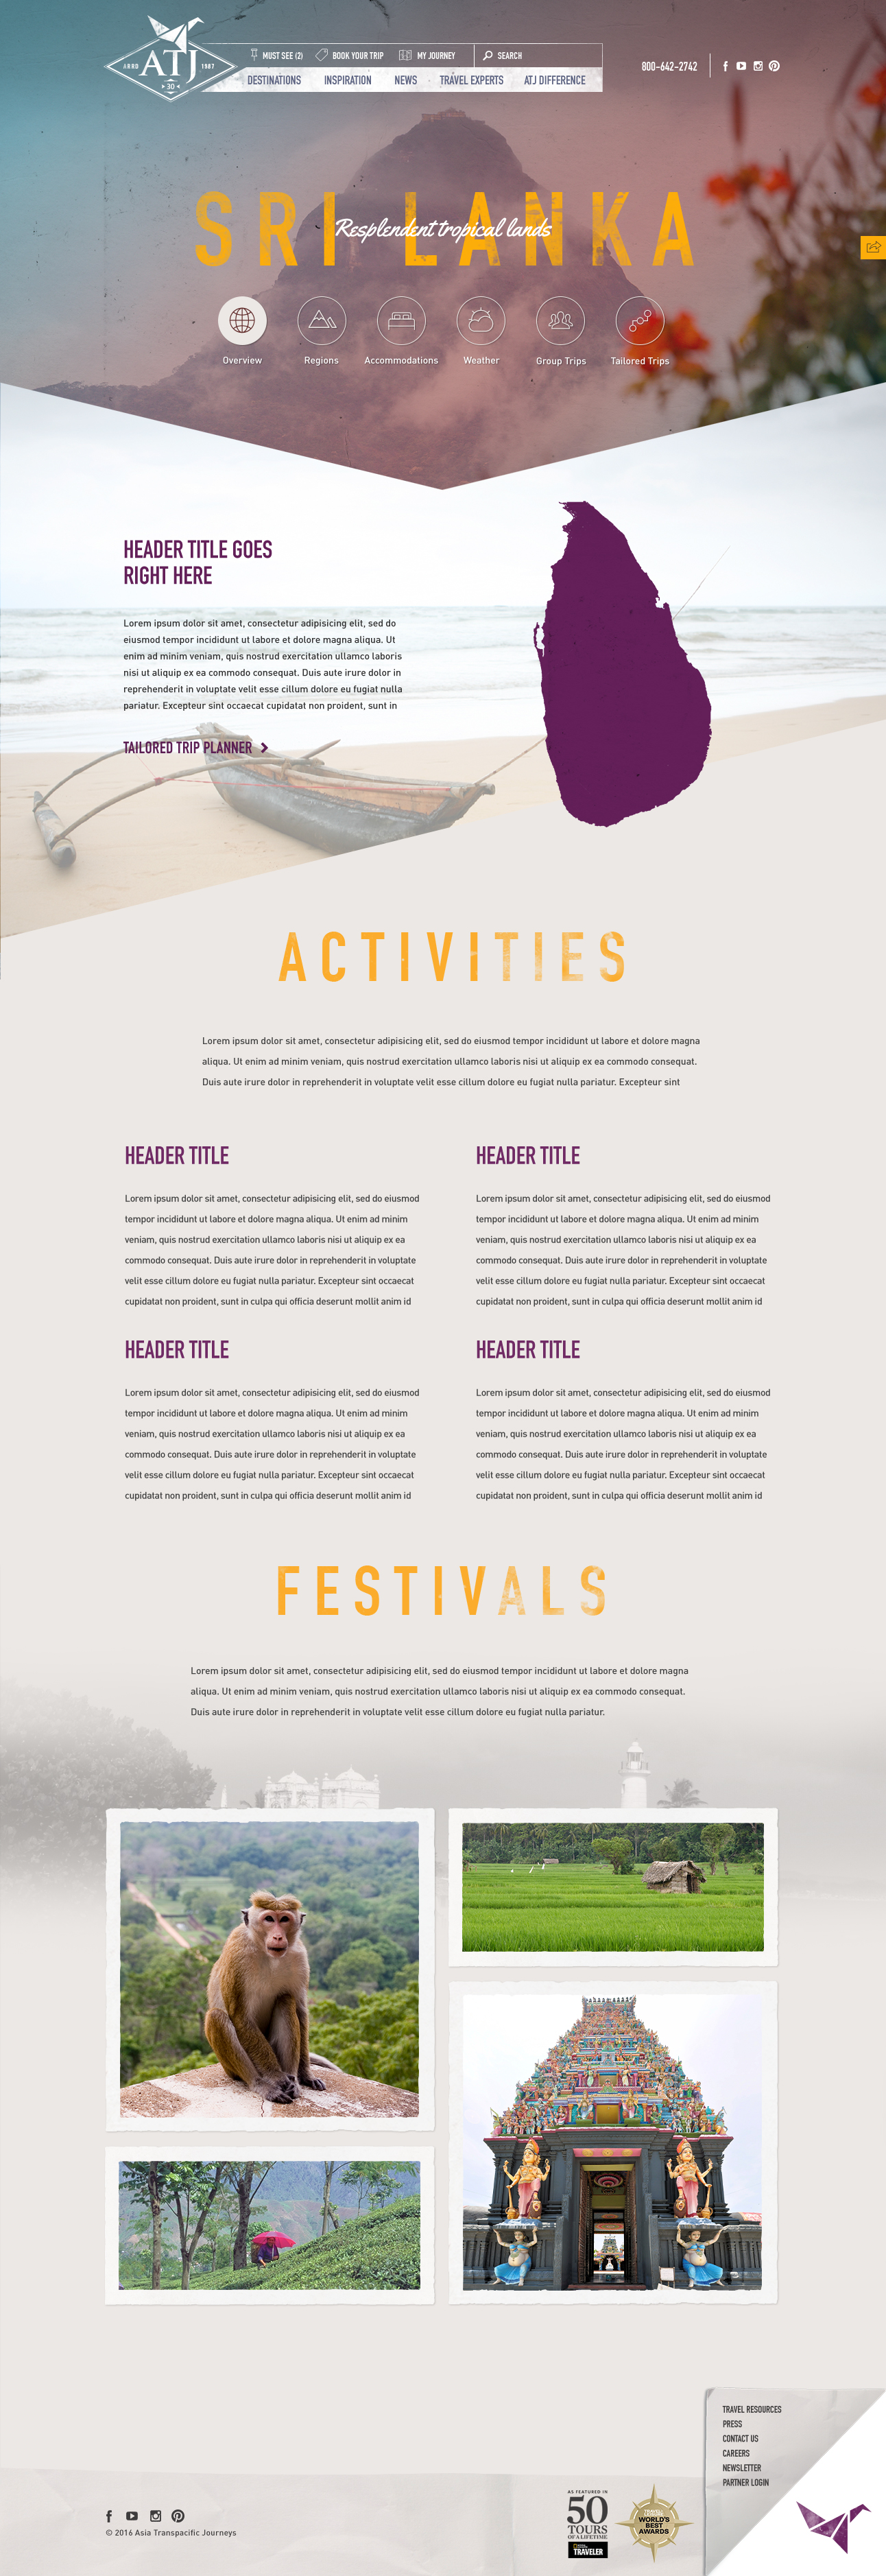 ABRD ATJ 1987
30
MUST SEE (2) BOOK YOUR TRIP MY JOURNEY SEARCH
DESTINATIONS INSPIRATION NEWS TRAVEL EXPERTS ATJ DIFFERENCE
800-642-2742
SRI LANKA
Resplendent tropical lands
Overview Regions Accommodations Weather Group Trips Tailored Trips
HEADER TITLE GOES
RIGHT HERE
Lorem ipsum dolor sit amet, consectetur adipisicing elit, sed do
eiusmod tempor incididunt ut labore et dolore magna aliqua. Ut
enim ad minim veniam, quis nostrud exercitation ullamco laboris
nisi ut aliquip ex ea commodo consequat. Duis aute irure dolor in
reprehenderit in voluptate velit esse cillum dolore eu fugiat nulla
pariatur. Excepteur sint occaecat cupidatat non proident, sunt in
TAILORED TRIP PLANNER
ACTIVITIES
Lorem ipsum dolor sit amet, consectetur adipisicing elit, sed do eiusmod tempor incididunt ut labore et dolore magna
aliqua. Ut enim ad minim veniam, quis nostrud exercitation ullamco laboris nisi ut aliquip ex ea commodo consequat.
Duis aute irure dolor in reprehenderit in voluptate velit esse cillum dolore eu fugiat nulla pariatur. Excepteur sint
HEADER TITLE
Lorem ipsum dolor sit amet, consectetur adipisicing elit, sed do eiusmod
tempor incididunt ut labore et dolore magna aliqua. Ut enim ad minim
veniam, quis nostrud exercitation ullamco laboris nisi ut aliquip ex ea
commodo consequat. Duis aute irure dolor in reprehenderit in voluptate
velit esse cillum dolore eu fugiat nulla pariatur. Excepteur sint occaecat
cupidatat non proident, sunt in culpa qui officia deserunt mollit anim id
HEADER TITLE
Lorem ipsum dolor sit amet, consectetur adipisicing elit, sed do eiusmod
tempor incididunt ut labore et dolore magna aliqua. Ut enim ad minim
veniam, quis nostrud exercitation ullamco laboris nisi ut aliquip ex ea
commodo consequat. Duis aute irure dolor in reprehenderit in voluptate
velit esse cillum dolore eu fugiat nulla pariatur. Excepteur sint occaecat
cupidatat non proident, sunt in culpa qui officia deserunt mollit anim id
HEADER TITLE
Lorem ipsum dolor sit amet, consectetur adipisicing elit, sed do eiusmod
tempor incididunt ut labore et dolore magna aliqua. Ut enim ad minim
veniam, quis nostrud exercitation ullamco laboris nisi ut aliquip ex ea
commodo consequat. Duis aute irure dolor in reprehenderit in voluptate
velit esse cillum dolore eu fugiat nulla pariatur. Excepteur sint occaecat
cupidatat non proident, sunt in culpa qui officia deserunt mollit anim id
HEADER TITLE
Lorem ipsum dolor sit amet, consectetur adipisicing elit, sed do eiusmod
tempor incididunt ut labore et dolore magna aliqua. Ut enim ad minim
veniam, quis nostrud exercitation ullamco laboris nisi ut aliquip ex ea
commodo consequat. Duis aute irure dolor in reprehenderit in voluptate
velit esse cillum dolore eu fugiat nulla pariatur. Excepteur sint occaecat
cupidatat non proident, sunt in culpa qui officia deserunt mollit anim id
FESTIVALS
Lorem ipsum dolor sit amet, consectetur adipisicing elit, sed do eiusmod tempor incididunt ut labore et dolore magna
aliqua. Ut enim ad minim veniam, quis nostrud exercitation ullamco laboris nisi ut aliquip ex ea commodo consequat.
Duis aute irure dolor in reprehenderit in voluptate velit esse cillum dolore eu fugiat nulla pariatur.
TRAVEL RESOURCES
PRESS
CONTACT US
CAREERS
NEWSLETTER
PARTNER LOGIN
© 2016 Asia Transpacific Journeys
AS FEATURED IN
50
TOURS
OF A LIFETIME
TRAVELER
WORLD'S
BEST
AWARDS